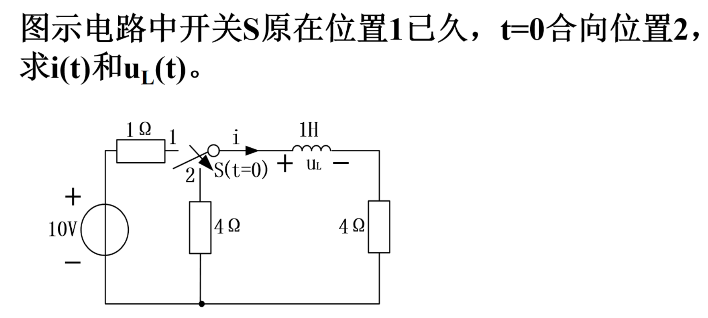 图示电路中开关S原在位置1已久，t=0合向位置2，
求i(t)和uL(t)。
1Ω 1 i 1H
2 S(t=0) + uL −
+
10V 4Ω 4Ω
−